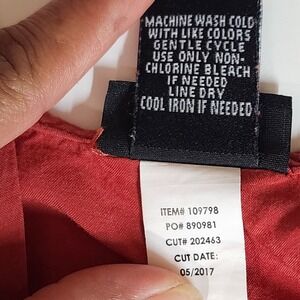 MACHINE WASH COLD
WITH LIKE COLORS
GENTLE CYCLE
USE ONLY NON-
CHLORINE BLEACH
IF NEEDED
LINE DRY
COOL IRON IF NEEDED
ITEM# 109798
PO# 890981
CUT# 202463
CUT DATE:
05/2017